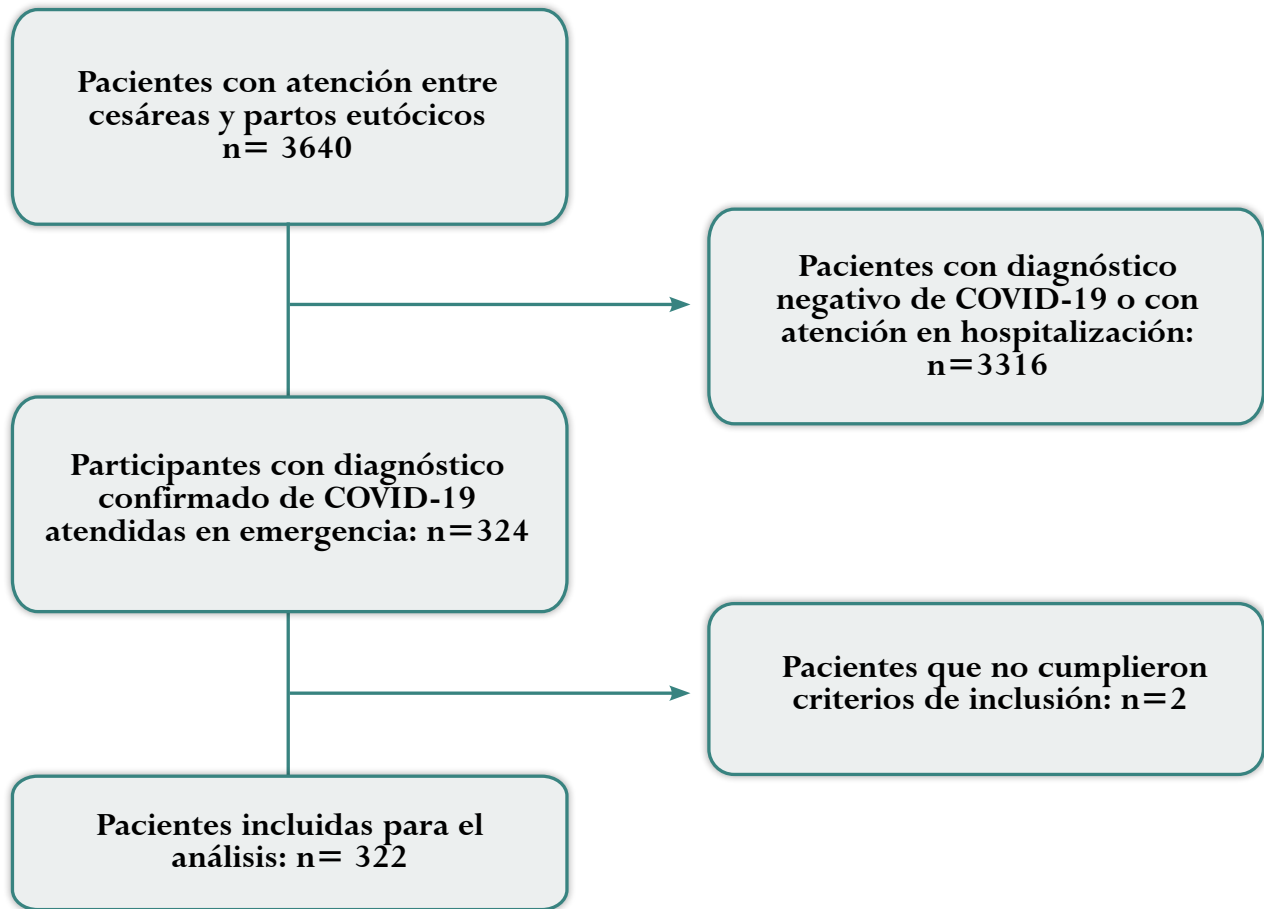 Pacientes con atención entre
cesáreas y partos eutócicos
n= 3640
Pacientes con diagnóstico
negativo de COVID-19 o con
atención en hospitalización:
n=3316
Participantes con diagnóstico
confirmado de COVID-19
atendidas en emergencia: n=324
Pacientes que no cumplieron
criterios de inclusión: n=2
Pacientes incluidas para el
análisis: n= 322